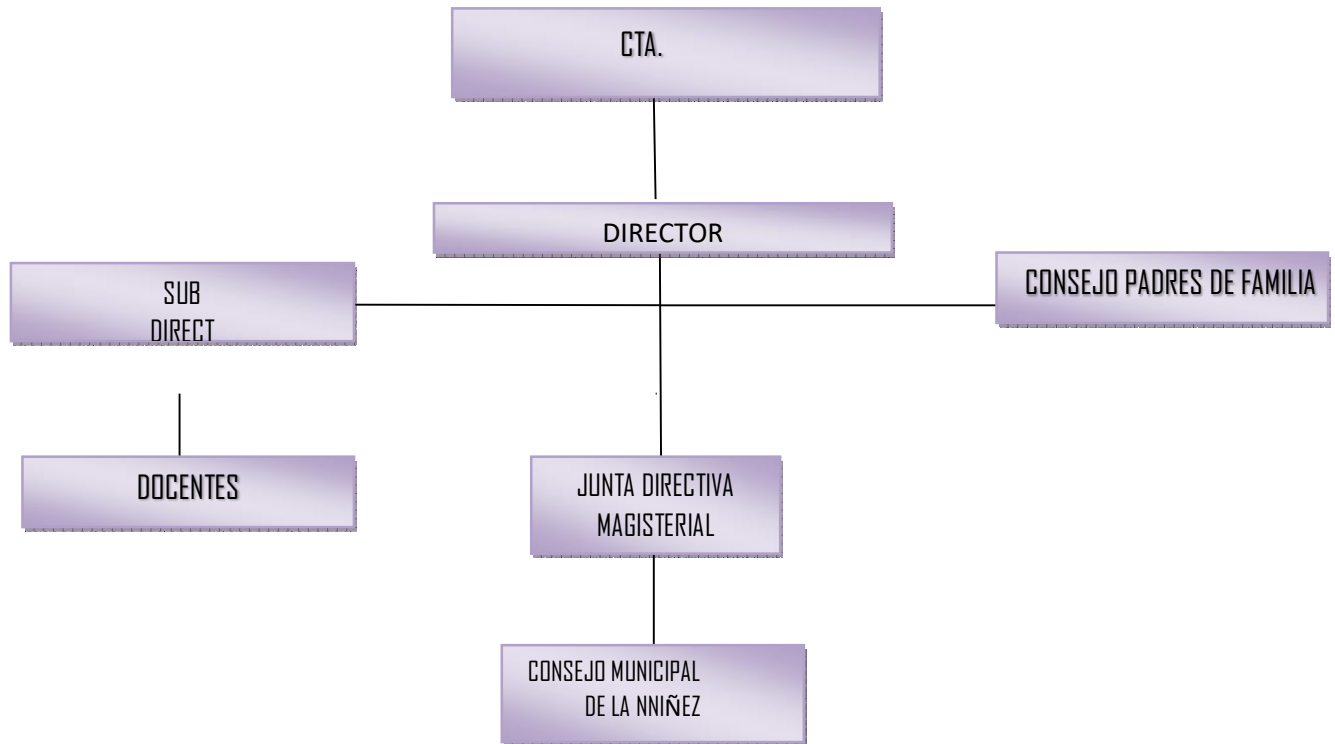 CTA.
DIRECTOR
SUB
DIRECT
CONSEJO PADRES DE FAMILIA
DOCENTES
JUNTA DIRECTIVA
MAGISTERIAL
CONSEJO MUNICIPAL
DE LA NNIÑEZ